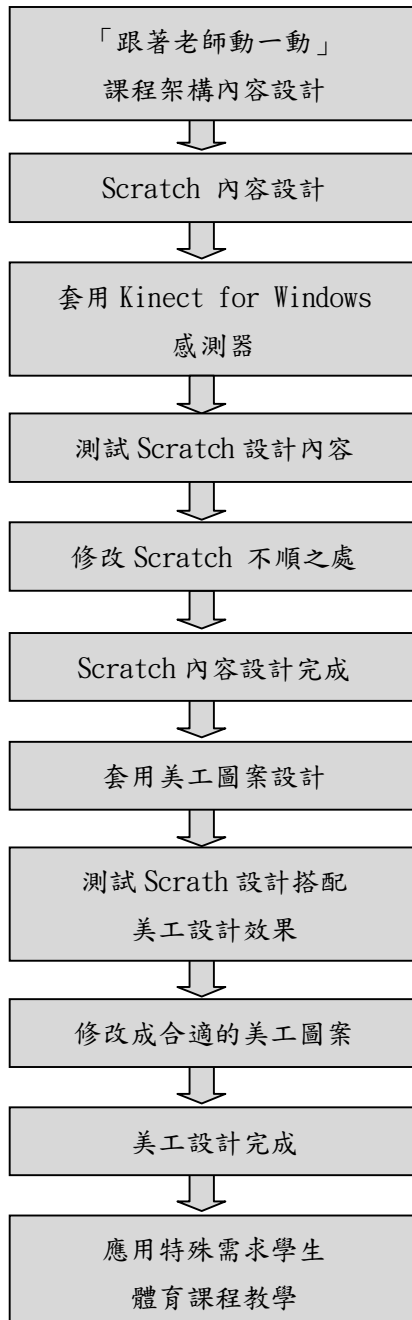 「跟著老師動一動」
課程架構內容設計
Scratch 內容設計
套用 Kinect for Windows
感測器
測試 Scratch 設計內容
修改 Scratch 不順之處
Scratch 內容設計完成
套用美工圖案設計
測試 Scrath 設計搭配
美工設計效果
修改成合適的美工圖案
美工設計完成
應用特殊需求學生
體育課程教學